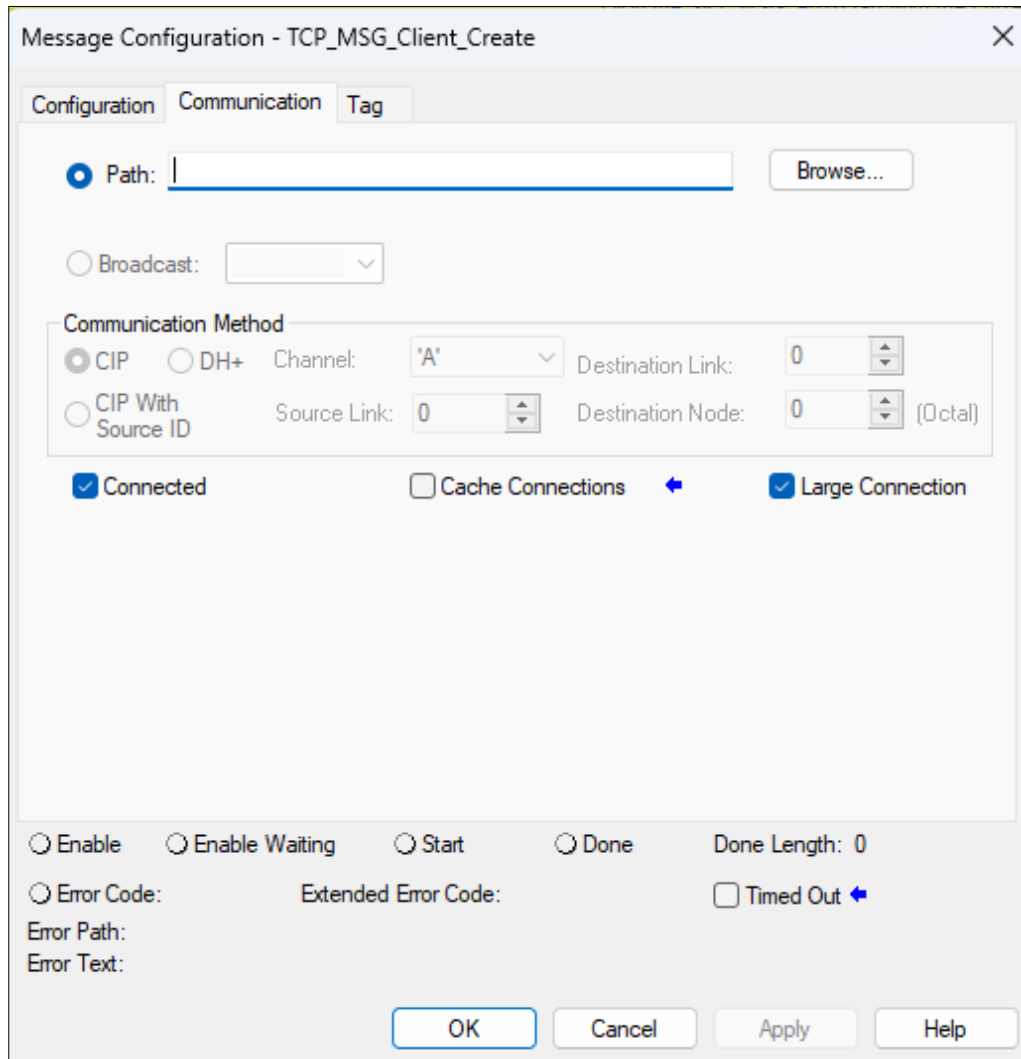 Message Configuration - TCP_MSG_Client_Create
Configuration Communication Tag
Path: Browse...
Broadcast:
Communication Method
CIP DH+ Channel: 'A' Destination Link: 0
CIP With Source ID Source Link: 0 Destination Node: 0 (Octal)
Connected Cache Connections Large Connection
Enable Enable Waiting Start Done Done Length: 0
Error Code: Extended Error Code: Timed Out
Error Path:
Error Text:
OK Cancel Apply Help